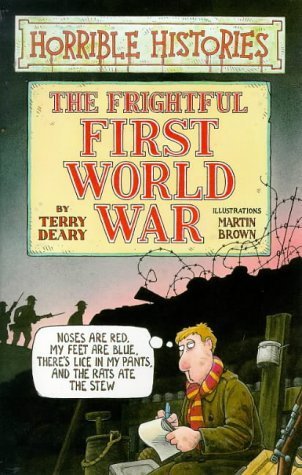 HORRIBLE HISTORIES
THE FRIGHTFUL
FIRST
WORLD
WAR
BY
TERRY
DEARY
ILLUSTRATIONS
MARTIN
BROWN
NOSES ARE RED,
MY FEET ARE BLUE,
THERE'S LICE IN MY PANTS,
AND THE RATS ATE
THE STEW